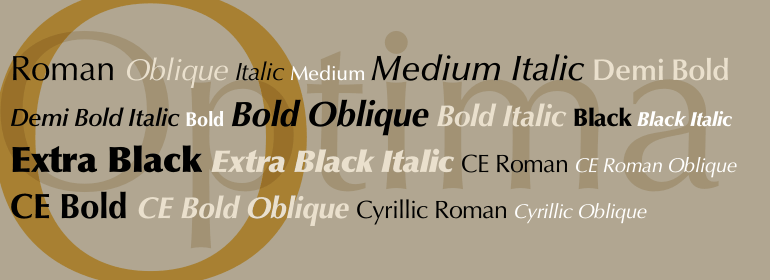 Optima
Roman Oblique Italic Medium Medium Italic Demi Bold
Demi Bold Italic Bold Bold Oblique Bold Italic Black Black Italic
Extra Black Extra Black Italic CE Roman CE Roman Oblique
CE Bold CE Bold Oblique Cyrillic Roman Cyrillic Oblique